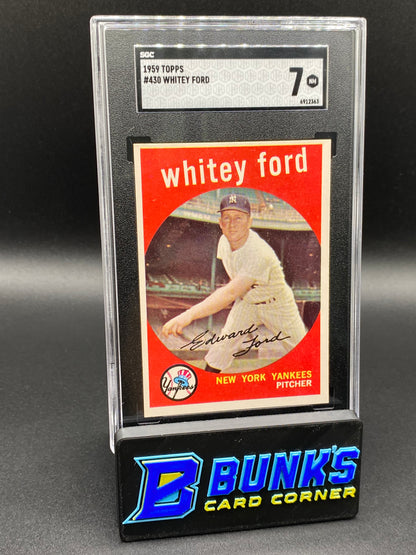 SGC
1959 TOPPS
#430 WHITEY FORD
7 NM
6912363
whitey ford
Edward
Ford
NEW YORK YANKEES
PITCHER
Yankees
B BUNK'S
CARD CORNER